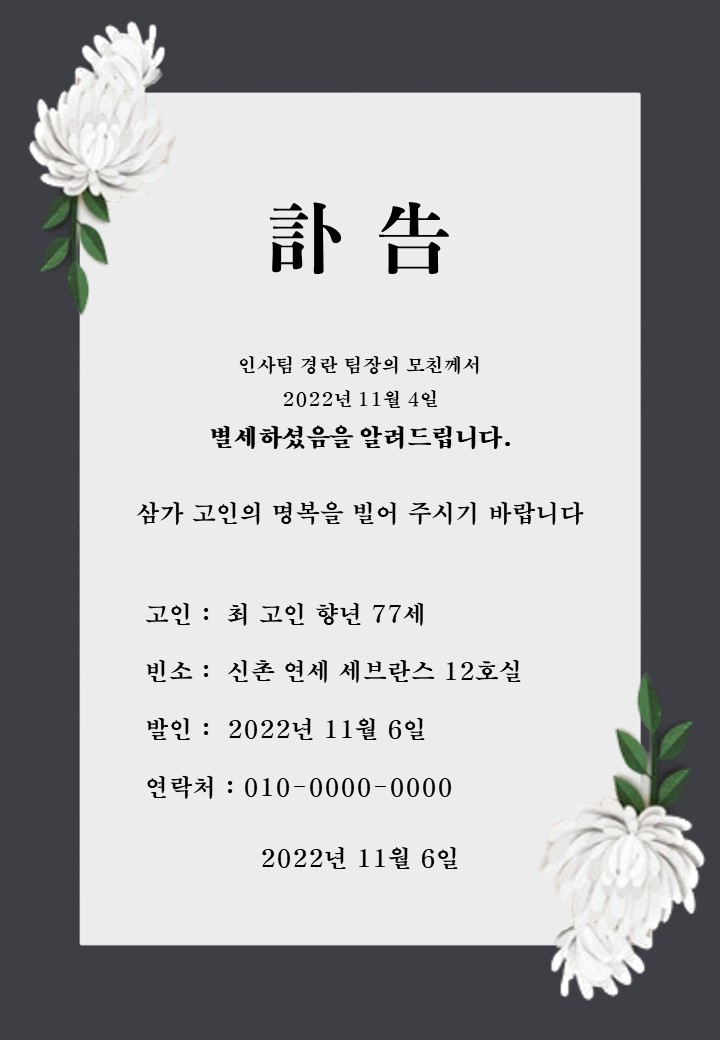 訃 告
인사팀 경란 팀장의 모친께서
2022년 11월 4일
별세하셨음을 알려드립니다.
삼가 고인의 명복을 빌어 주시기 바랍니다
고인 : 최 고인 향년 77세
빈소 : 신촌 연세 세브란스 12호실
발인 : 2022년 11월 6일
연락처 : 010-0000-0000
2022년 11월 6일